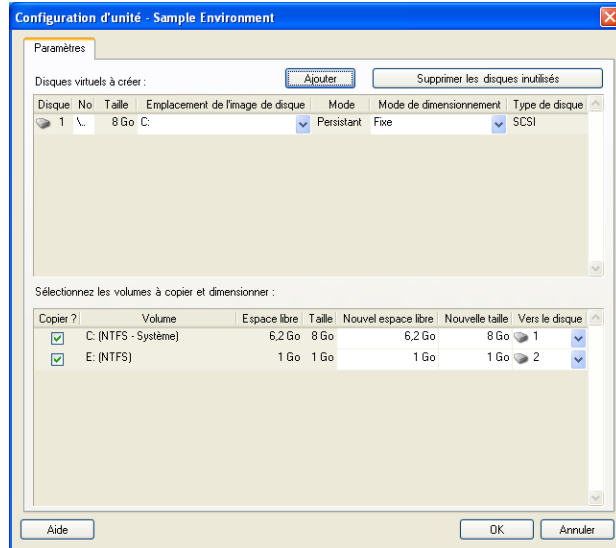 Configuration d'unité - Sample Environment
Paramètres
Disques virtuels à créer :
Ajouter
Supprimer les disques inutilisés
Disque No Taille Emplacement de l'image de disque Mode Mode de dimensionnement Type de disque
1 \.. 8 Go C: Persistant Fixe SCSI
Sélectionnez les volumes à copier et dimensionner :
Copier ? Volume Espace libre Taille Nouvel espace libre Nouvelle taille Vers le disque
C: (NTFS - Système) 6,2 Go 8 Go 6,2 Go 8 Go 1
E: (NTFS) 1 Go 1 Go 1 Go 1 Go 2
Aide
OK
Annuler